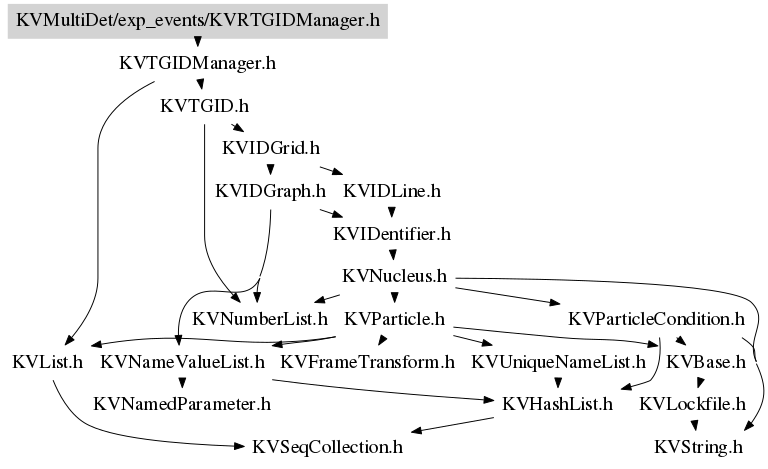 KVMultiDet/exp_events/KVRTGIDManager.h
KVTGIDManager.h
KVTGID.h
KVIDGrid.h
KVIDGraph.h KVIDLine.h
KVIDentifier.h
KVNucleus.h
KVNumberList.h KVParticle.h KVParticleCondition.h
KVList.h KVNameValueList.h KVFrameTransform.h KVUniqueNameList.h KVBase.h
KVNamedParameter.h KVHashList.h KVLockfile.h
KVSeqCollection.h KVString.h